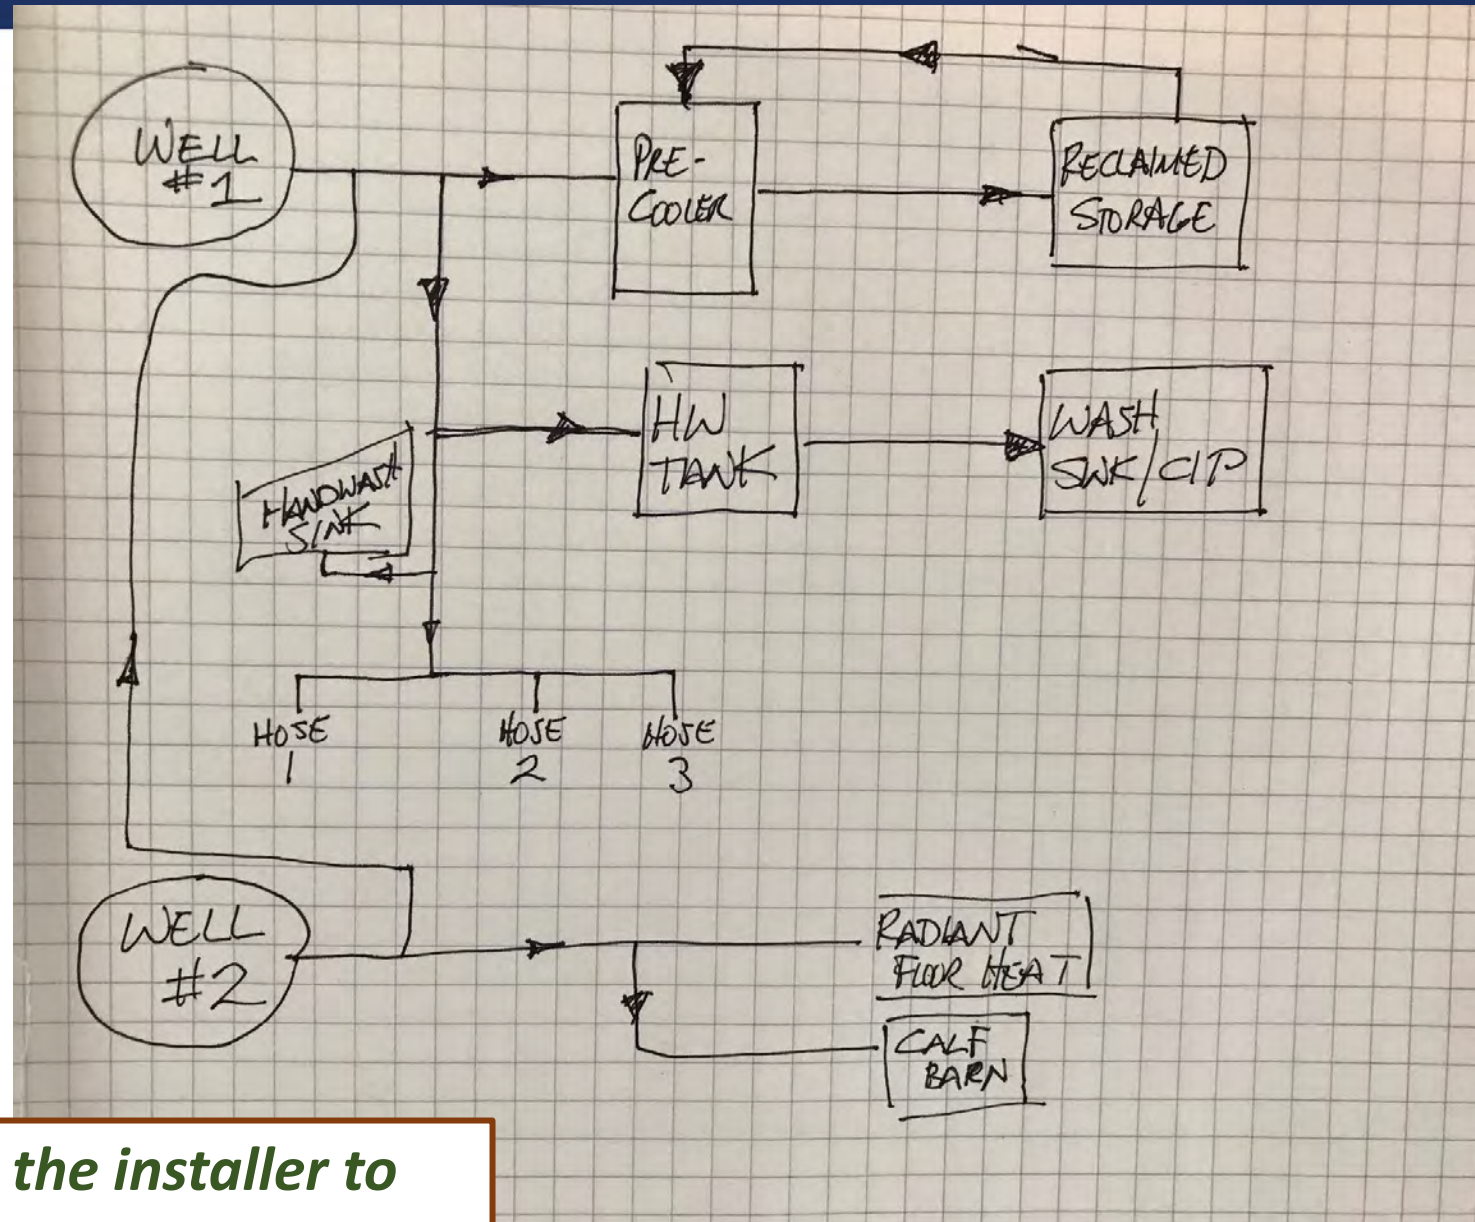 WELL
#1
PRE-
COOLER
RECLAIMED
STORAGE
HW
TANK
WASH
SINK/CIP
HANDWASH
SINK
HOSE
1
HOSE
2
HOSE
3
WELL
#2
RADIANT
FLOOR HEAT
CALF
BARN
the installer to